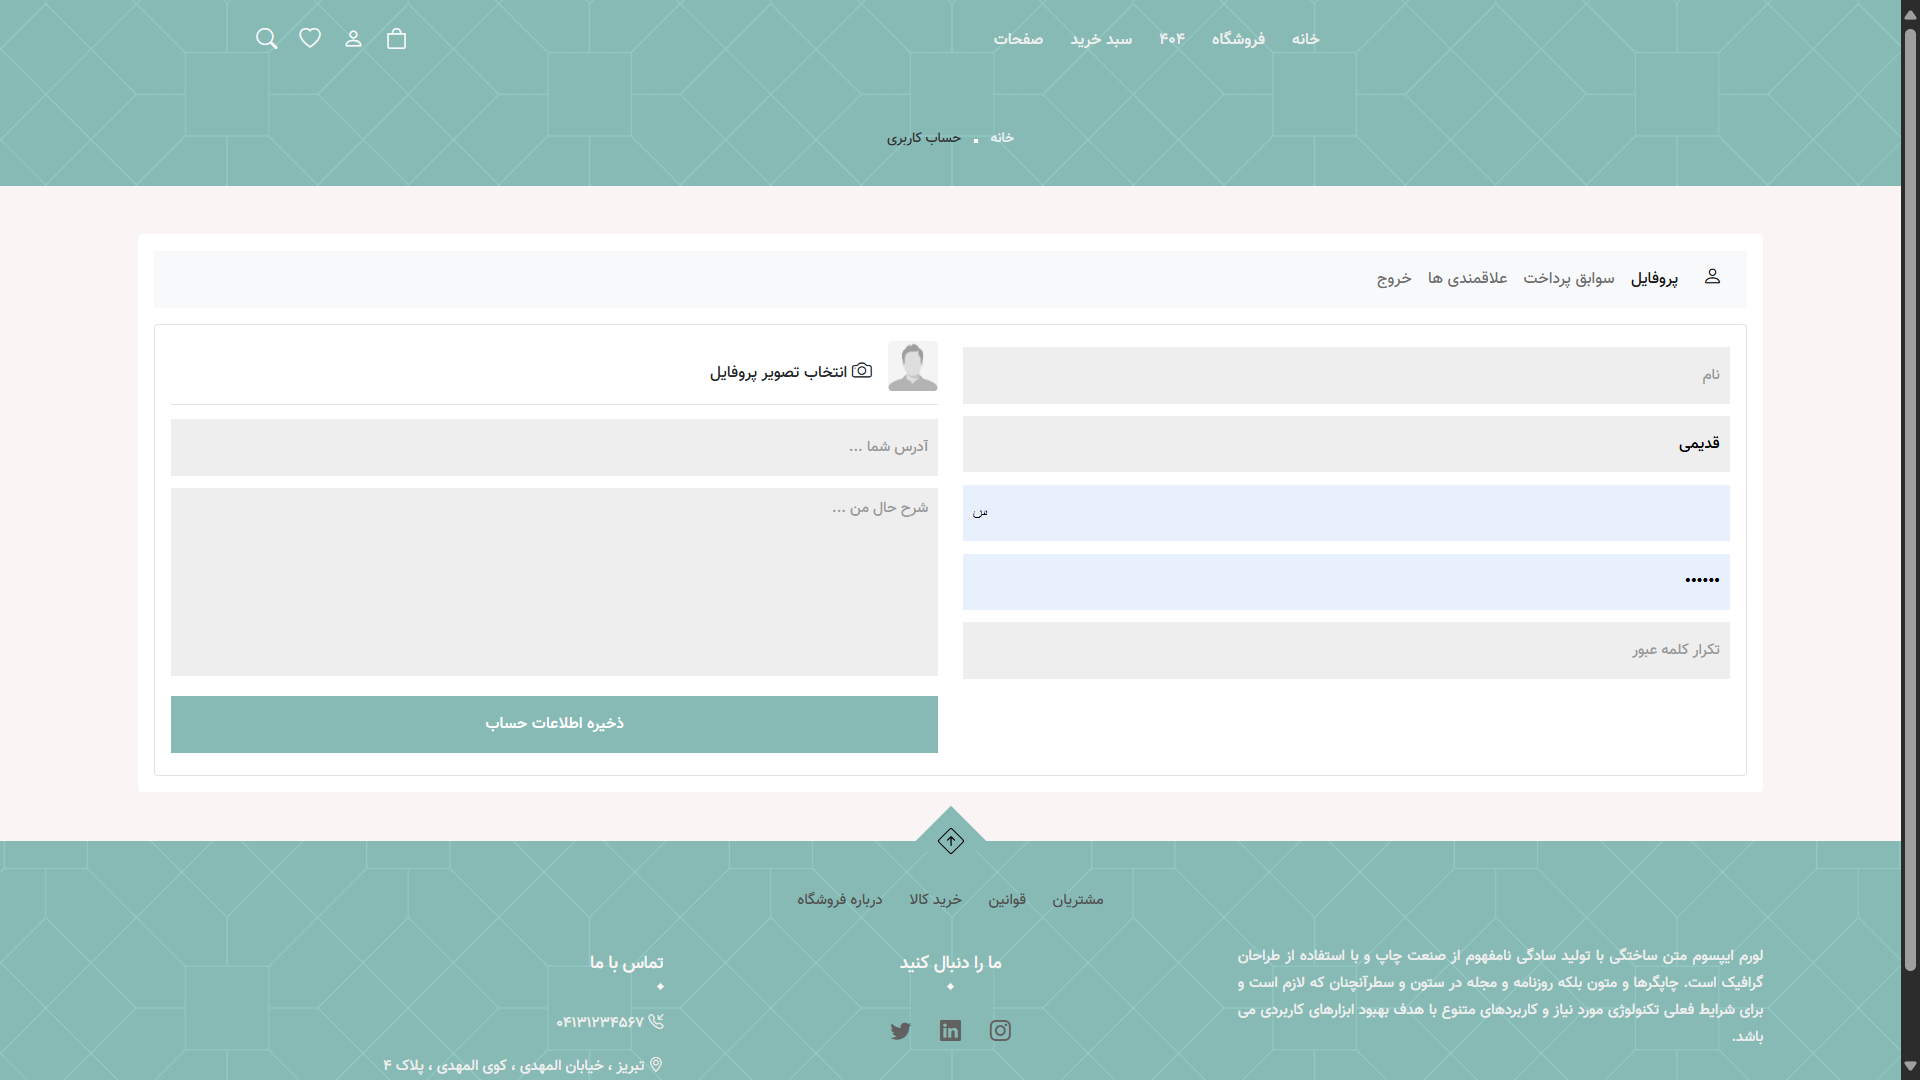 خانه فروشگاه ۴۰۴ سبد خرید صفحات
خانه حساب کاربری
پروفایل سوابق پرداخت علاقمندی ها خروج
نام
قدیمی
س
••••••
تکرار کلمه عبور
انتخاب تصویر پروفایل
آدرس شما ...
شرح حال من ...
ذخیره اطلاعات حساب
مشتریان قوانین خرید کالا درباره فروشگاه
لورم ایپسوم متن ساختگی با تولید سادگی نامفهوم از صنعت چاپ و با استفاده از طراحان
گرافیک است. چاپگرها و متون بلکه روزنامه و مجله در ستون و سطرآنچنان که لازم است و
برای شرایط فعلی تکنولوژی مورد نیاز و کاربردهای متنوع با هدف بهبود ابزارهای کاربردی می
باشد.
ما را دنبال کنید
تماس با ما
۰۴۱۳۱۲۳۴۵۶۷
تبریز ، خیابان المهدی ، کوی المهدی ، پلاک ۴